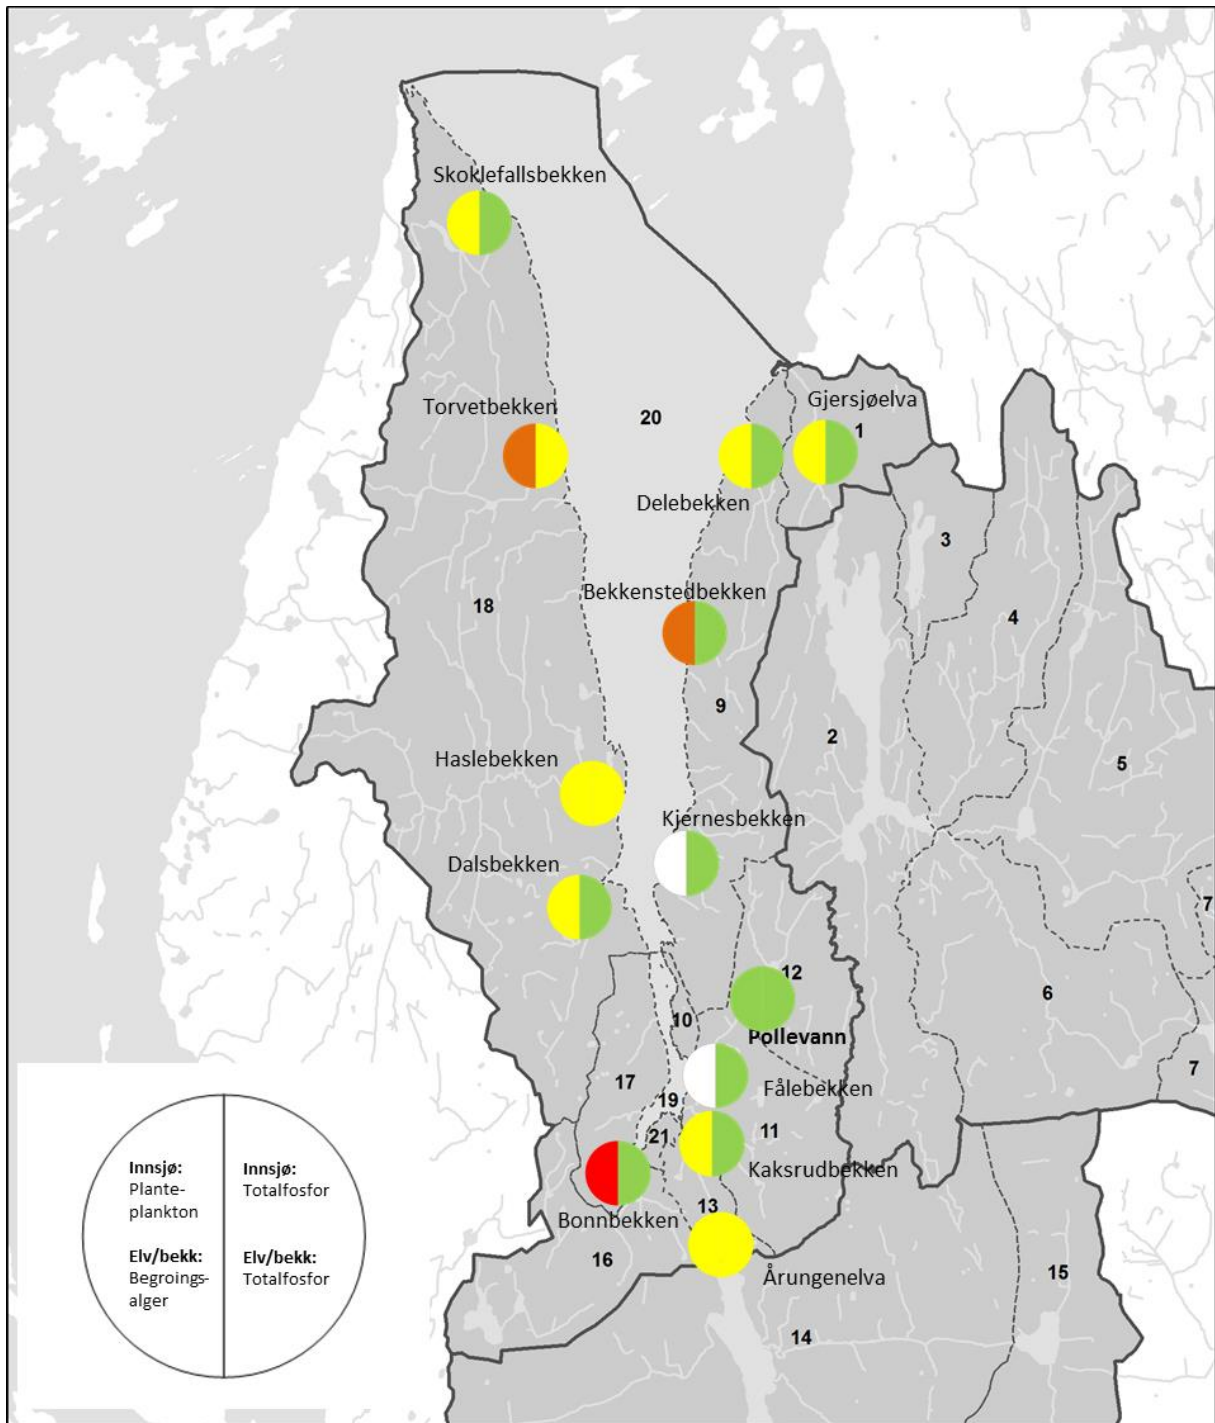 Skoklefallsbekken
Torvetbekken
20
Gjersjøelva
1
Delebekken
3
Bekkenstedbekken
18
4
9
2
5
Haslebekken
Kjernesbekken
Dalsbekken
7
12
6
10
Pollevann
17
Fålebekken
7
19
11
21
Kaksrudbekken
13
Bonnbekken
16
Årungenelva
15
14
Innsjø:
Plante-
plankton
Elv/bekk:
Begroings-
alger
Innsjø:
Totalfosfor
Elv/bekk:
Totalfosfor